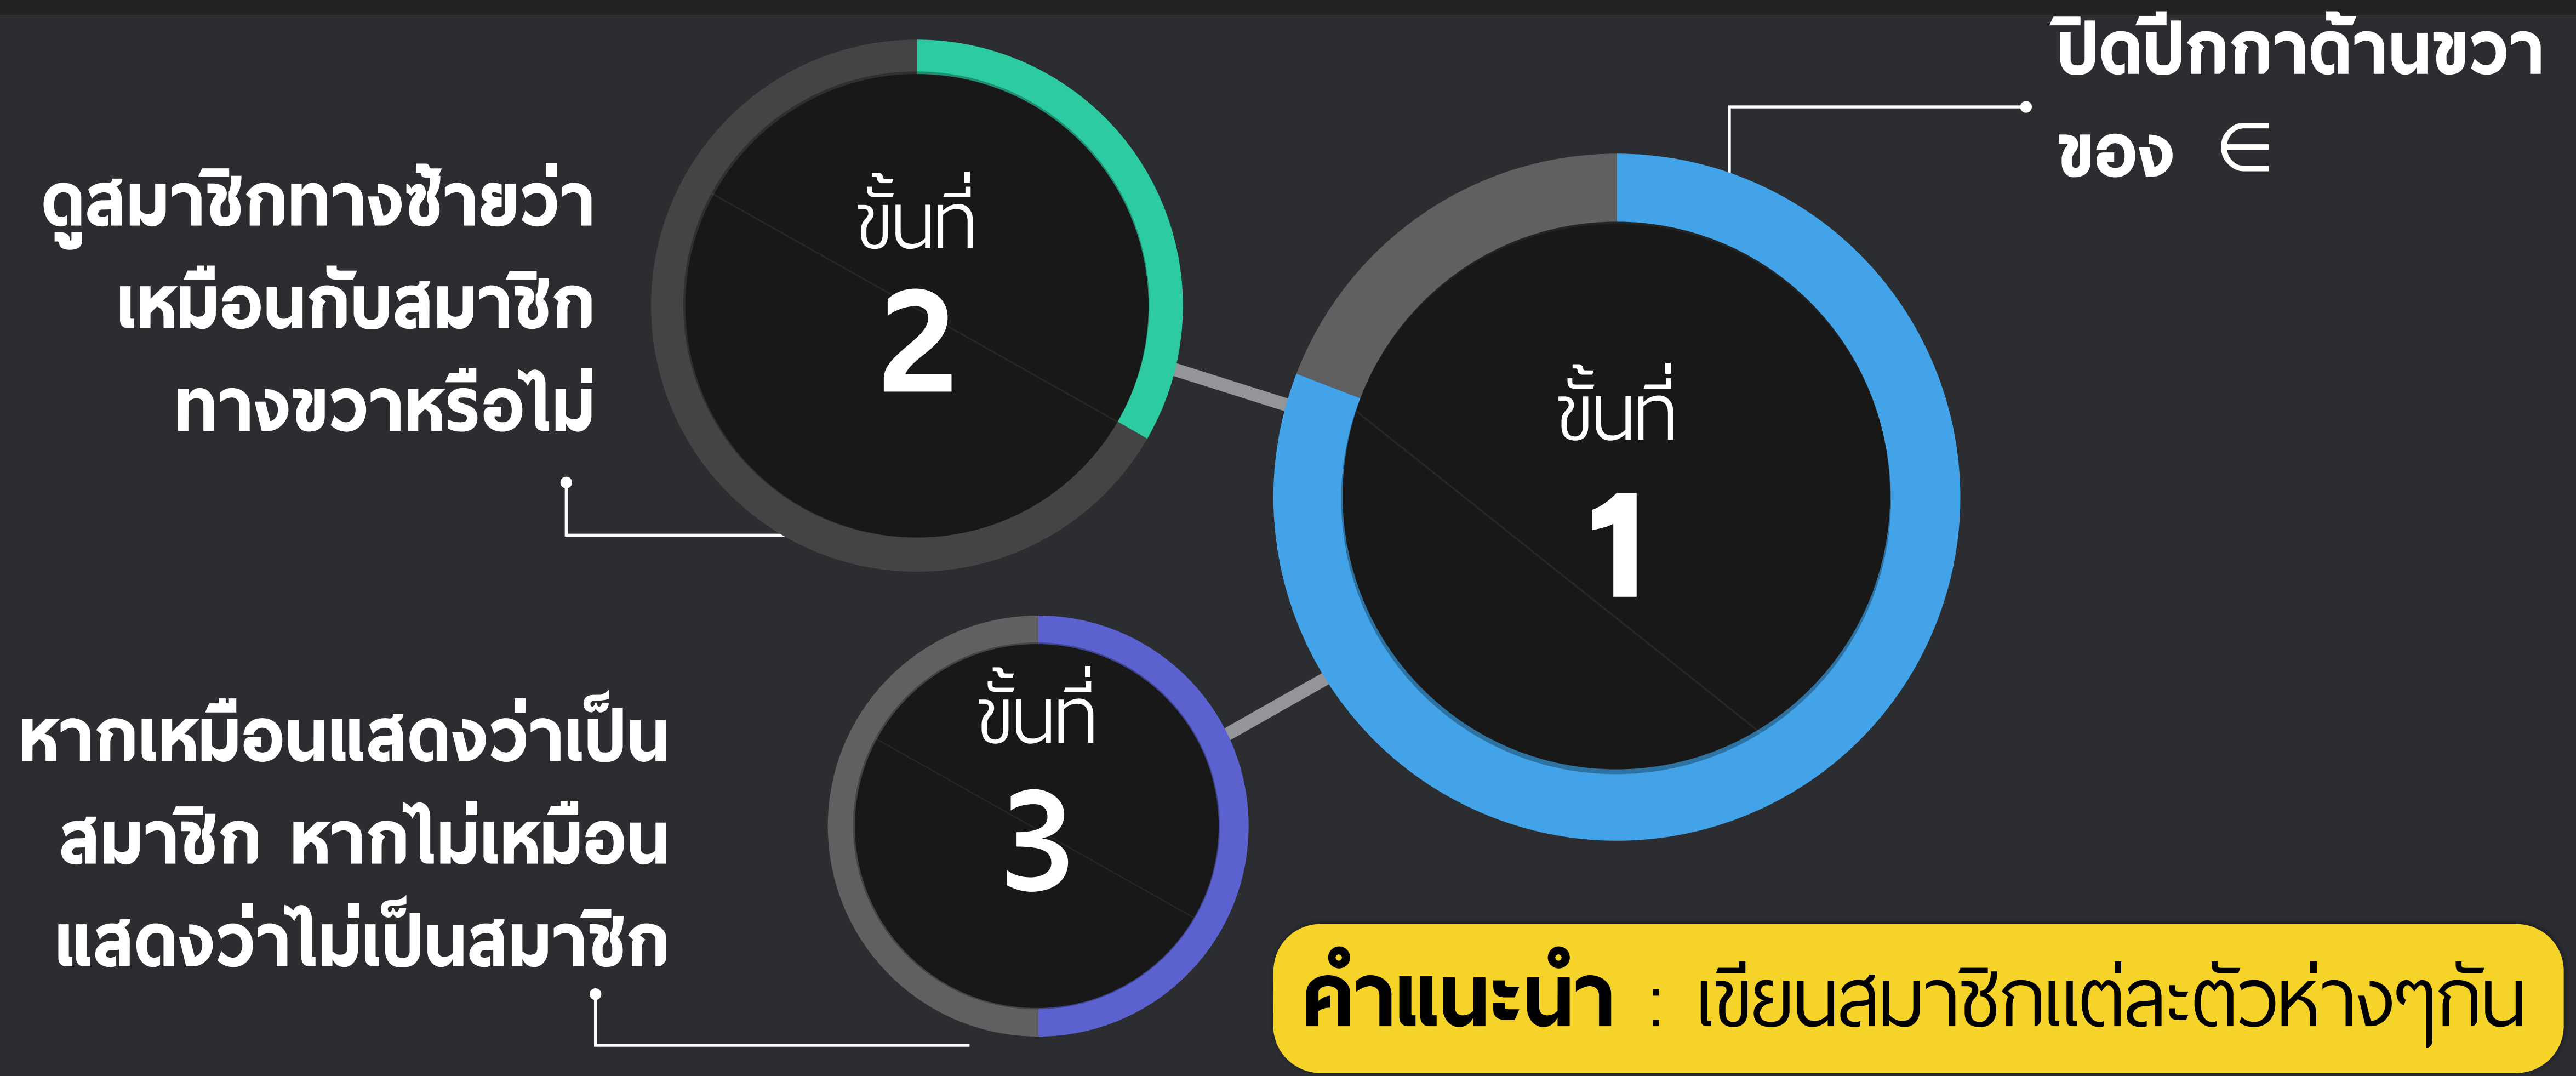 ปิดปีกกาด้านขวา
ของ ∈
ขั้นที่
1
ดูสมาชิกทางซ้ายว่า
เหมือนกับสมาชิก
ทางขวาหรือไม่
ขั้นที่
2
หากเหมือนแสดงว่าเป็น
สมาชิก หากไม่เหมือน
แสดงว่าไม่เป็นสมาชิก
ขั้นที่
3
คำแนะนำ : เขียนสมาชิกแต่ละตัวห่างๆกัน